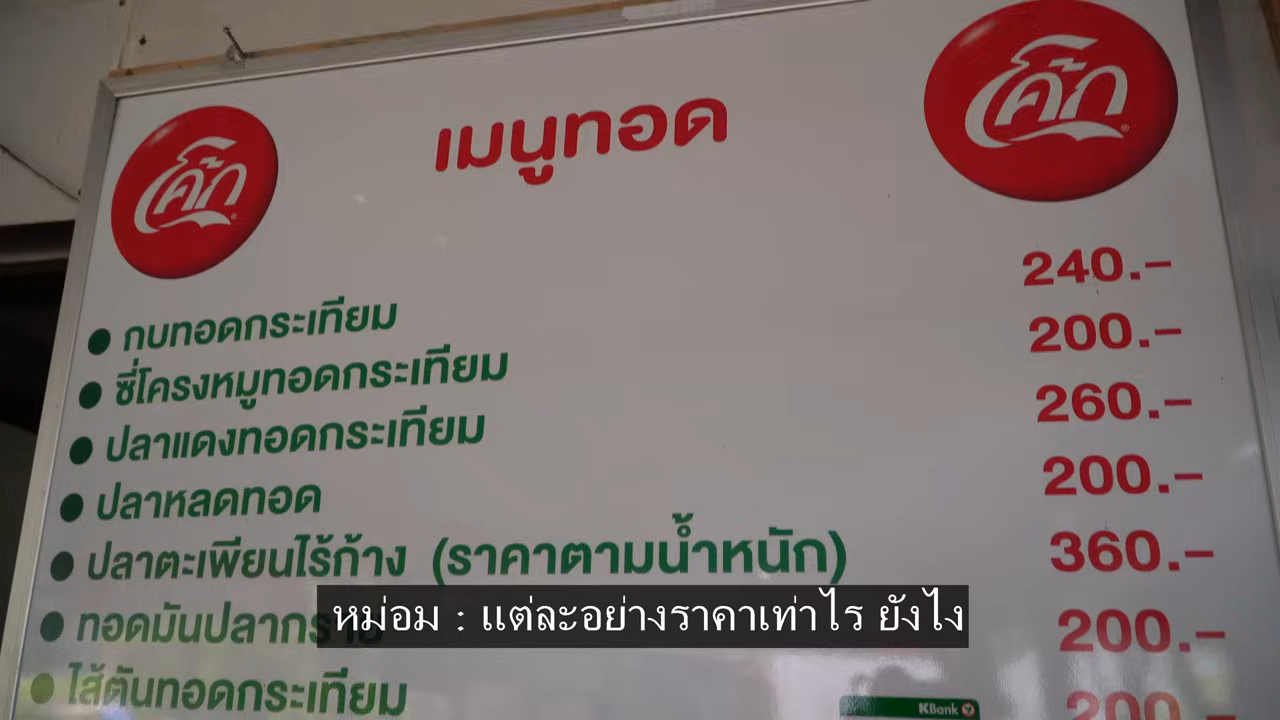 โค๊ก
โค๊ก
เมนูทอด
กบทอดกระเทียม 240.-
ซี่โครงหมูทอดกระเทียม 200.-
ปลาแดงทอดกระเทียม 260.-
ปลาหลดทอด 200.-
ปลาตะเพียนไร้ก้าง (ราคาตามน้ำหนัก) 360.-
ทอดมันปลากราย 200.-
ไส้ตันทอดกระเทียม 200.-
หม่อม : แต่ละอย่างราคาเท่าไร ยังไง
KBank